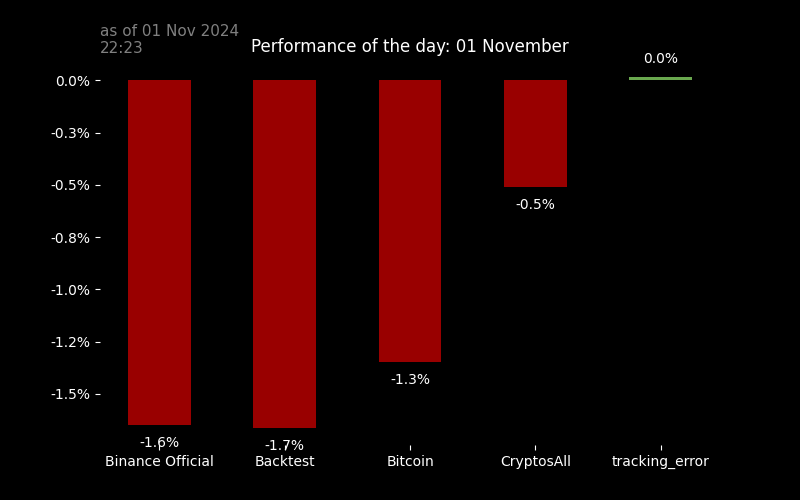 as of 01 Nov 2024
22:23
Performance of the day: 01 November
0.0%
0.0%
-0.3%
-0.5%
-0.5%
-0.8%
-1.0%
-1.2%
-1.3%
-1.5%
-1.6%
-1.7%
Binance Official
Backtest
Bitcoin
CryptosAll
tracking_error